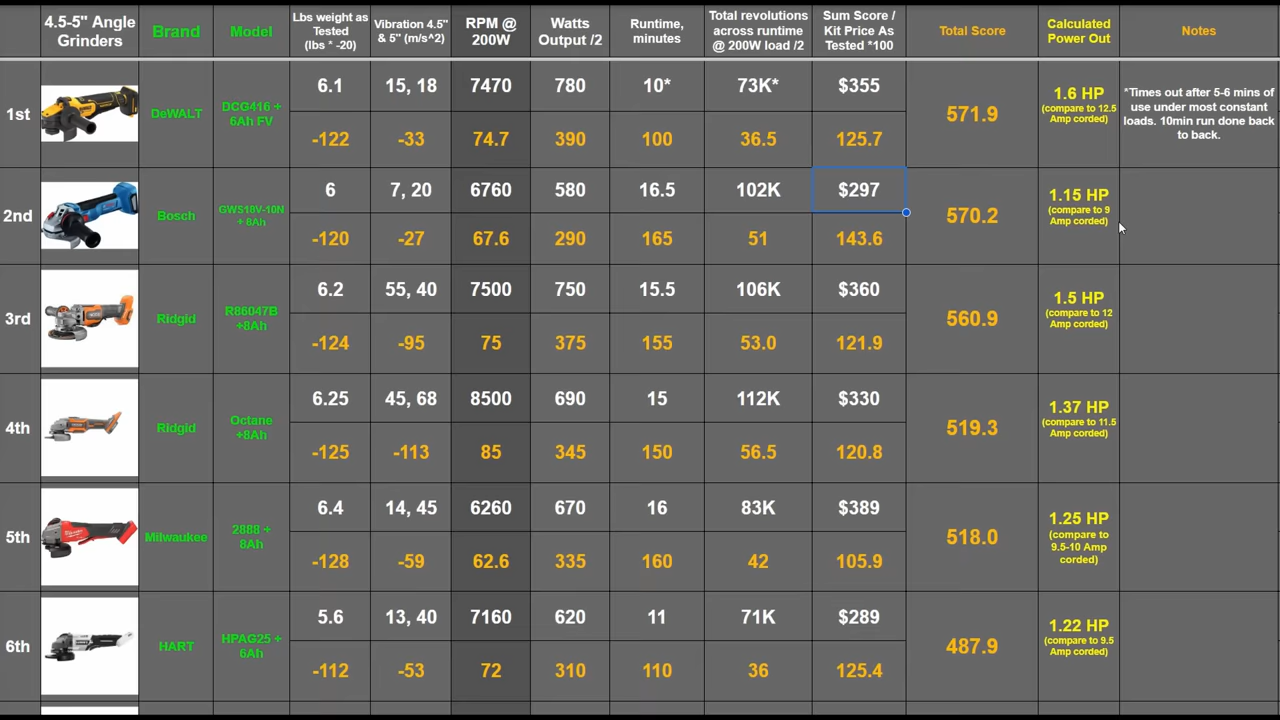 4.5-5" Angle
Grinders
Brand
Model
Lbs weight as
Tested
(lbs * -20)
Vibration 4.5"
& 5" (m/s^2)
RPM @
200W
Watts
Output /2
Runtime,
minutes
Total revolutions
across runtime
@ 200W load /2
Sum Score /
Kit Price As
Tested *100
Total Score
Calculated
Power Out
Notes
1st
DeWALT
DCG416 +
6Ah FV
6.1
15, 18
7470
780
10*
73K*
$355
-122
-33
74.7
390
100
36.5
125.7
571.9
1.6 HP
(compare to 12.5
Amp corded)
*Times out after 5-6 mins of
use under most constant
loads. 10min run done back
to back.
2nd
Bosch
GWS18V-10N
+ 8Ah
6
7, 20
6760
580
16.5
102K
$297
-120
-27
67.6
290
165
51
143.6
570.2
1.15 HP
(compare to 9
Amp corded)
3rd
Ridgid
R86047B
+8Ah
6.2
55, 40
7500
750
15.5
106K
$360
-124
-95
75
375
155
53.0
121.9
560.9
1.5 HP
(compare to 12
Amp corded)
4th
Ridgid
Octane
+8Ah
6.25
45, 68
8500
690
15
112K
$330
-125
-113
85
345
150
56.5
120.8
519.3
1.37 HP
(compare to 11.5
Amp corded)
5th
Milwaukee
2888 +
8Ah
6.4
14, 45
6260
670
16
83K
$389
-128
-59
62.6
335
160
42
105.9
518.0
1.25 HP
(compare to
9.5-10 Amp
corded)
6th
HART
HPAG25 +
6Ah
5.6
13, 40
7160
620
11
71K
$289
-112
-53
72
310
110
36
125.4
487.9
1.22 HP
(compare to 9.5
Amp corded)